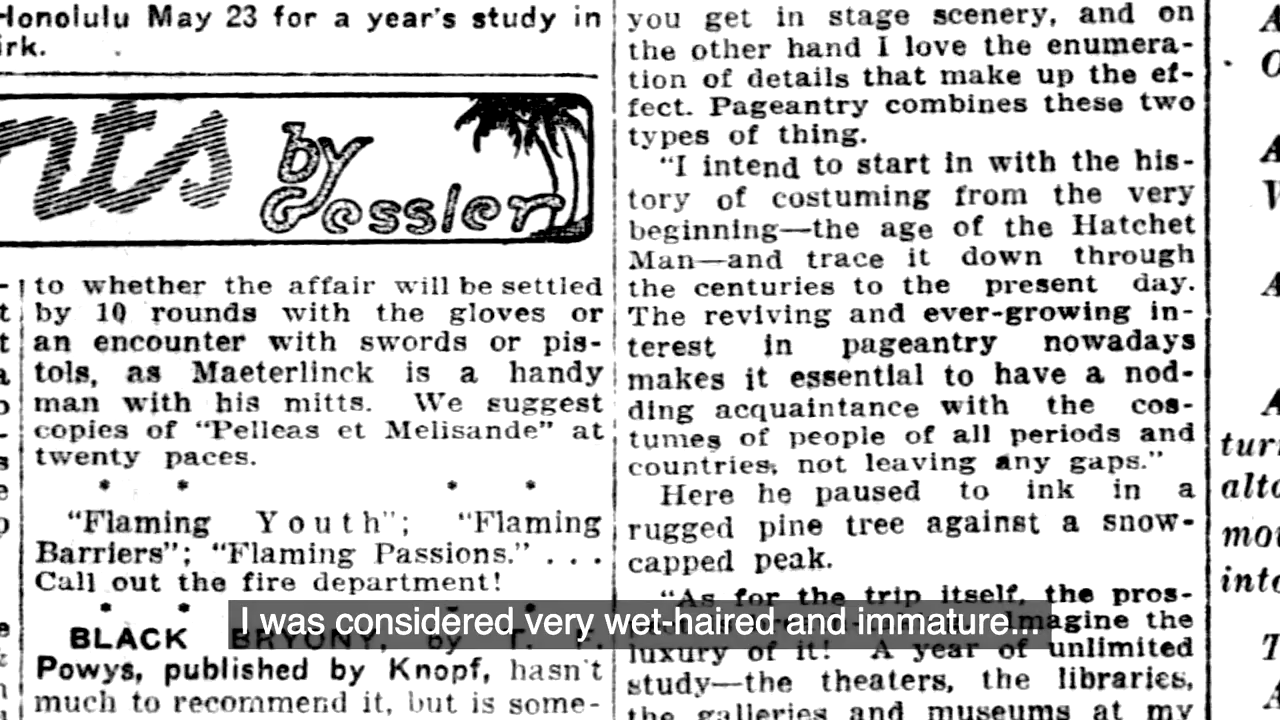 Honolulu May 23 for a year's study in
irk.
nts by
Gessler
to whether the affair will be settled
by 10 rounds with the gloves or
an encounter with swords or pis-
tols, as Maeterlinck is a handy
man with his mitts. We suggest
copies of "Pelleas et Melisande" at
twenty paces.
* * * *
"Flaming Youth"; "Flaming
Barriers"; "Flaming Passions." . . .
Call out the fire department!
* * * *
BLACK BRYONY, by T. F.
Powys, published by Knopf, hasn't
much to recommend it, but is some-
you get in stage scenery, and on
the other hand I love the enumera-
tion of details that make up the ef-
fect. Pageantry combines these two
types of thing.
"I intend to start in with the his-
tory of costuming from the very
beginning—the age of the Hatchet
Man—and trace it down through
the centuries to the present day.
The reviving and ever-growing in-
terest in pageantry nowadays
makes it essential to have a nod-
ding acquaintance with the cos-
tumes of people of all periods and
countries, not leaving any gaps."
Here he paused to ink in a
rugged pine tree against a snow-
capped peak.
"As for the trip itself, the pros-
Imagine the
luxury of it! A year of unlimited
study—the theaters, the libraries,
the galleries and museums at my
turn
alto
mou
into
I was considered very wet-haired and immature...